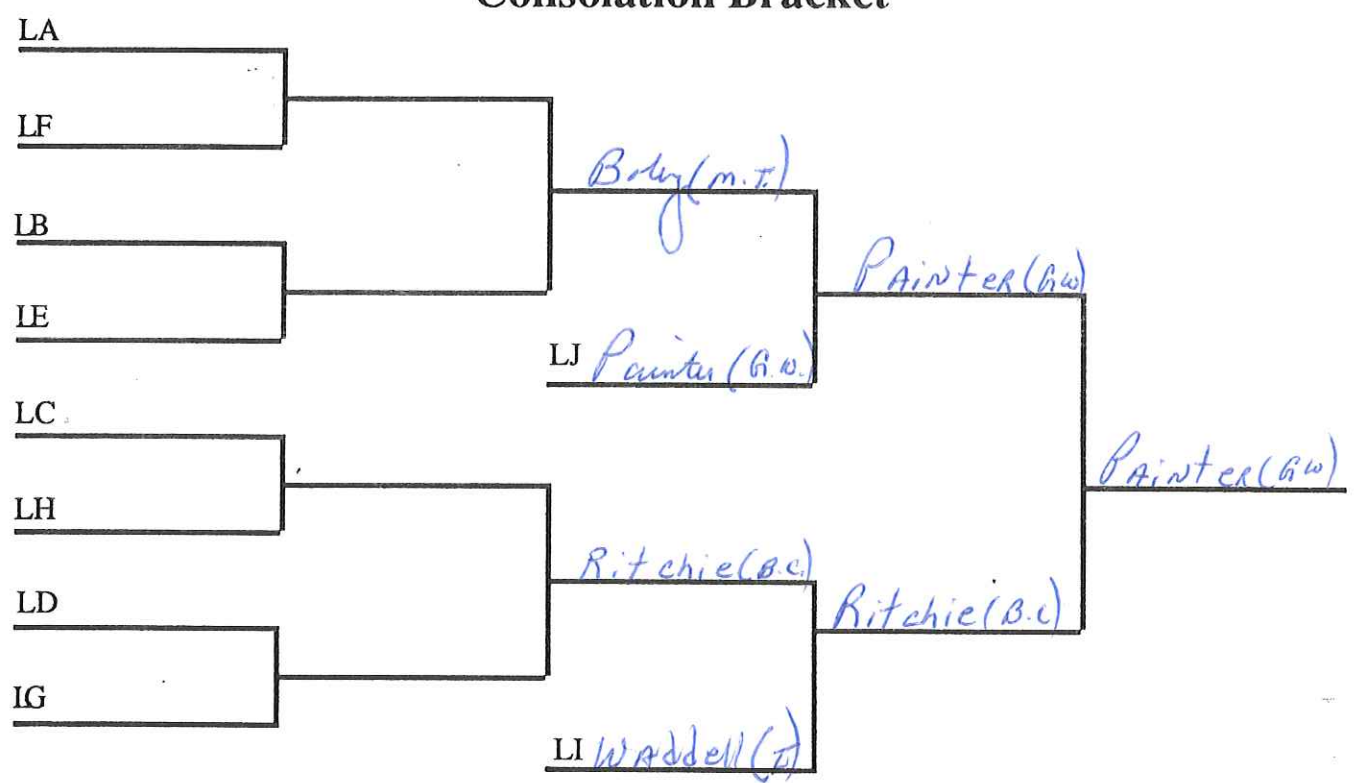 Consolation Bracket
LA
LF
Boley (M.T.)
LB
PAiNtER (GW)
LE
LJ Painter (G.W.)
LC
PAiNtER (GW)
LH
Ritchie (B.C.)
LD
Ritchie (B.C)
LG
LI WAddell (I)